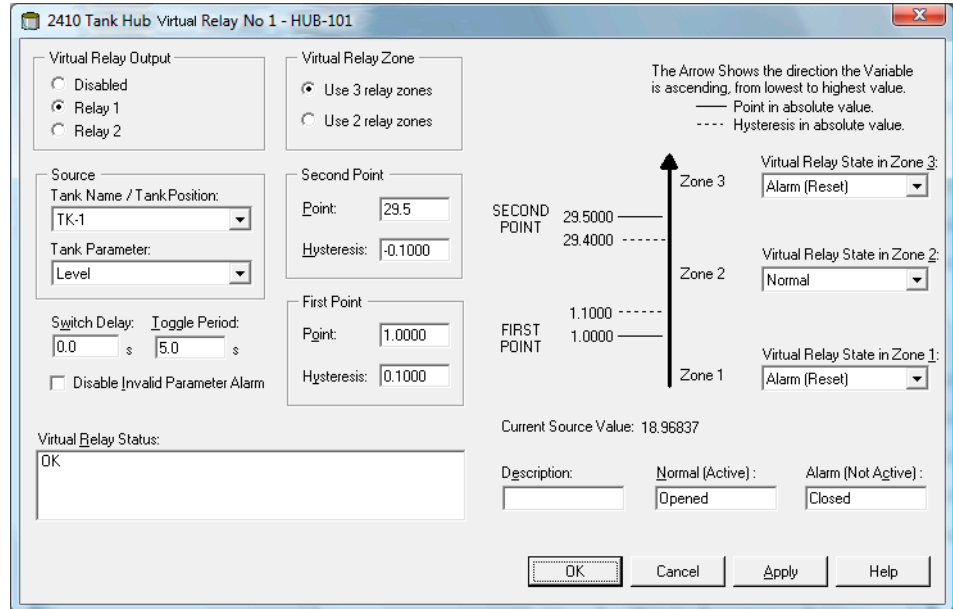 2410 Tank Hub Virtual Relay No 1 - HUB-101
Virtual Relay Output
Disabled
Relay 1
Relay 2
Virtual Relay Zone
Use 3 relay zones
Use 2 relay zones
The Arrow Shows the direction the Variable
is ascending, from lowest to highest value.
Point in absolute value.
Hysteresis in absolute value.
Source
Tank Name / TankPosition:
TK-1
Tank Parameter:
Level
Second Point
Point: 29.5
Hysteresis: -0.1000
First Point
Point: 1.0000
Hysteresis: 0.1000
Switch Delay: Toggle Period:
0.0 s 5.0 s
Disable Invalid Parameter Alarm
SECOND
POINT
29.5000
29.4000
1.1000
FIRST
POINT
1.0000
Zone 3
Zone 2
Zone 1
Virtual Relay State in Zone 3:
Alarm (Reset)
Virtual Relay State in Zone 2:
Normal
Virtual Relay State in Zone 1:
Alarm (Reset)
Virtual Relay Status:
OK
Current Source Value: 18.96837
Description:
Normal (Active) :
Opened
Alarm (Not Active) :
Closed
OK Cancel Apply Help